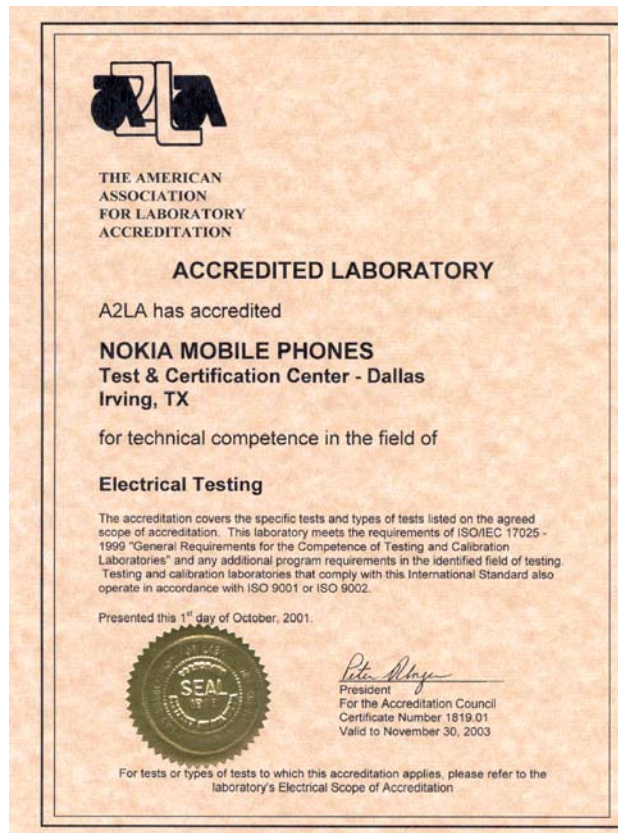 A2LA
THE AMERICAN
ASSOCIATION
FOR LABORATORY
ACCREDITATION
ACCREDITED LABORATORY
A2LA has accredited
NOKIA MOBILE PHONES
Test & Certification Center - Dallas
Irving, TX
for technical competence in the field of
Electrical Testing
The accreditation covers the specific tests and types of tests listed on the agreed
scope of accreditation. This laboratory meets the requirements of ISO/IEC 17025 -
1999 "General Requirements for the Competence of Testing and Calibration
Laboratories" and any additional program requirements in the identified field of testing.
Testing and calibration laboratories that comply with this International Standard also
operate in accordance with ISO 9001 or ISO 9002.
Presented this 1st day of October, 2001.
SEAL
President
For the Accreditation Council
Certificate Number 1819.01
Valid to November 30, 2003
For tests or types of tests to which this accreditation applies, please refer to the
laboratory's Electrical Scope of Accreditation